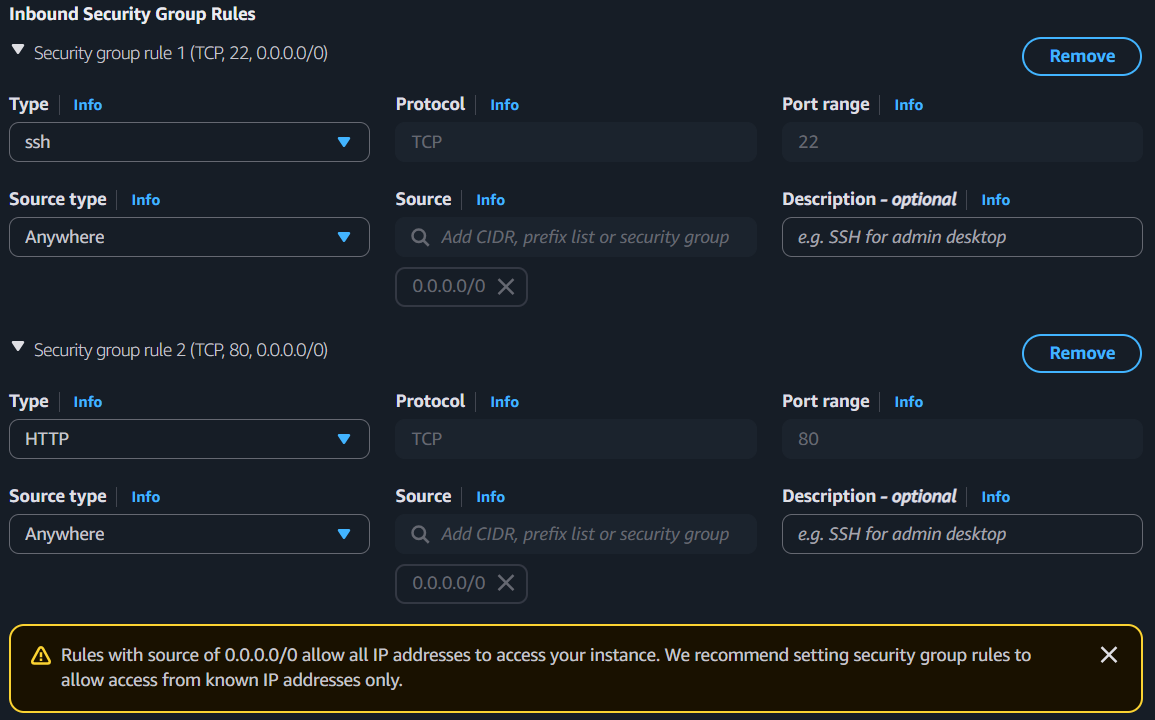 Inbound Security Group Rules
Security group rule 1 (TCP, 22, 0.0.0.0/0)
Remove
Type Info
Protocol Info
Port range Info
ssh
TCP
22
Source type Info
Source Info
Description - optional Info
Anywhere
Add CIDR, prefix list or security group
e.g. SSH for admin desktop
0.0.0.0/0
Security group rule 2 (TCP, 80, 0.0.0.0/0)
Remove
Type Info
Protocol Info
Port range Info
HTTP
TCP
80
Source type Info
Source Info
Description - optional Info
Anywhere
Add CIDR, prefix list or security group
e.g. SSH for admin desktop
0.0.0.0/0
Rules with source of 0.0.0.0/0 allow all IP addresses to access your instance. We recommend setting security group rules to
allow access from known IP addresses only.